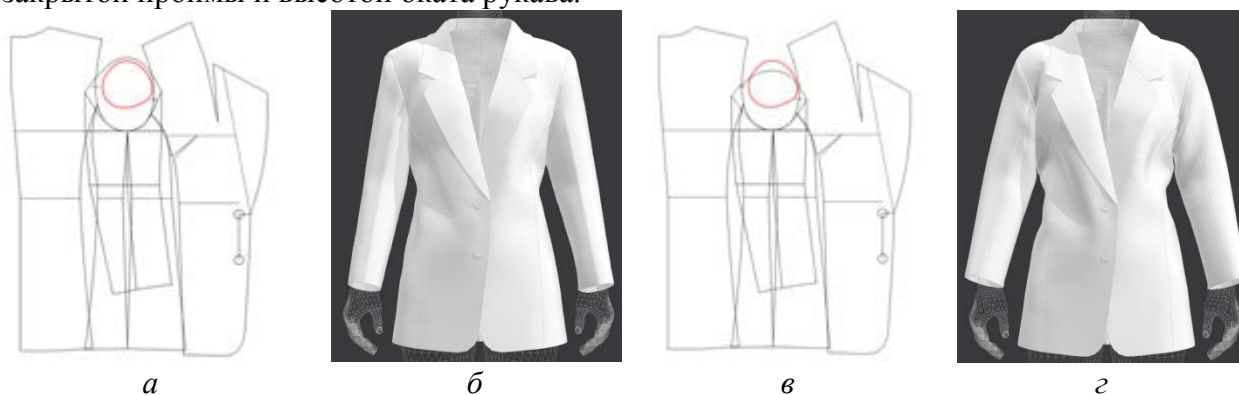 закрытой проймы и высотой оката рукава.
а б в г